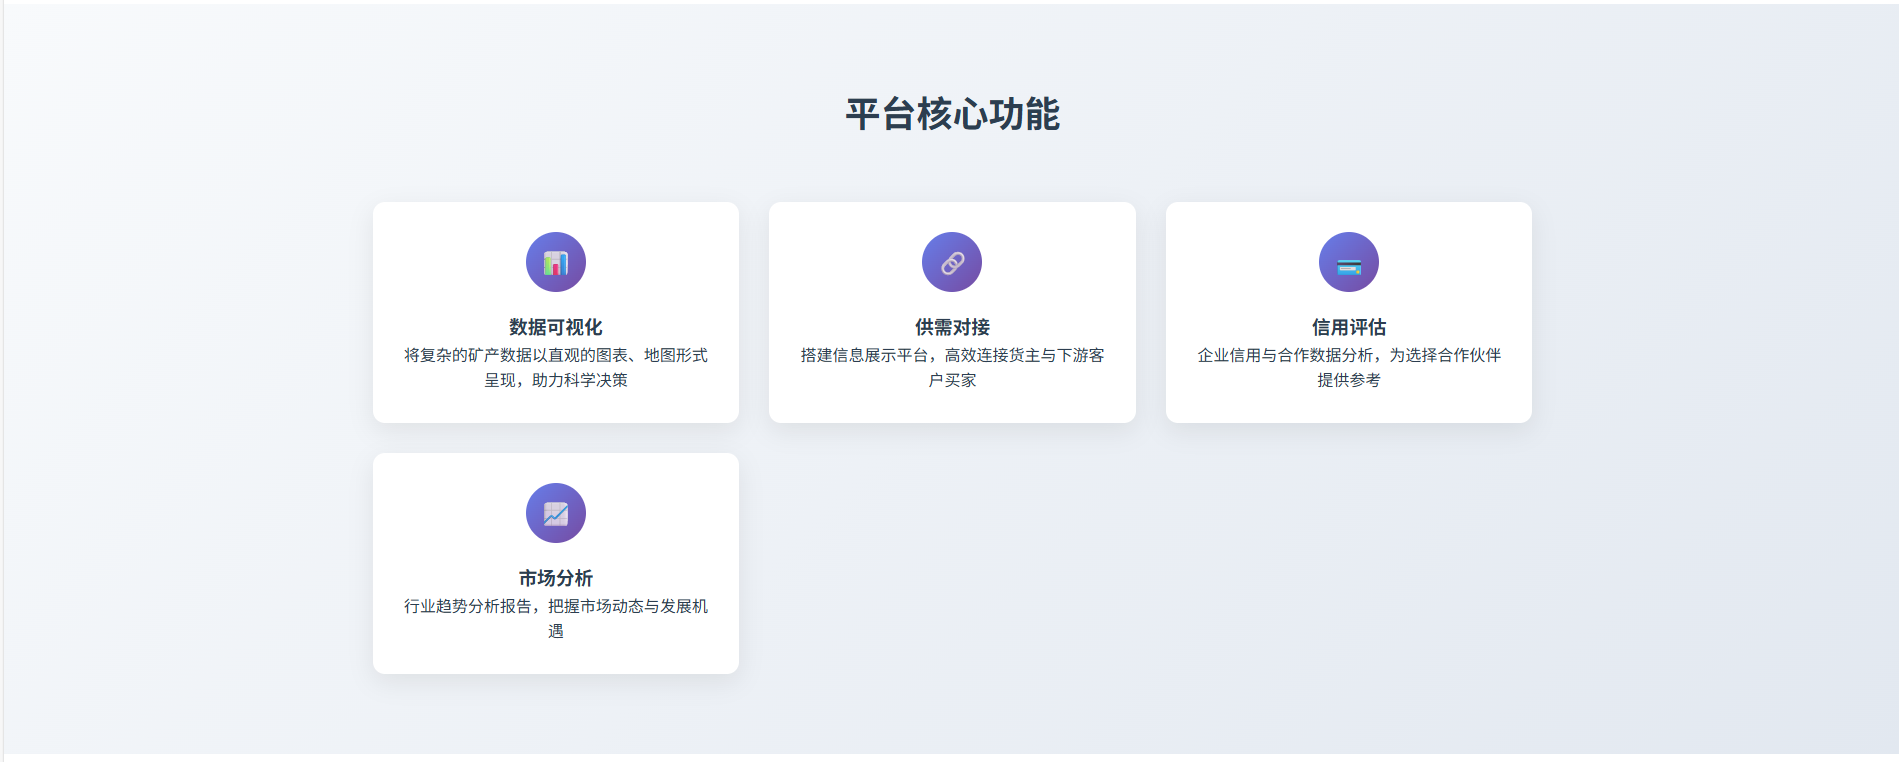 平台核心功能
数据可视化
将复杂的矿产数据以直观的图表、地图形式
呈现，助力科学决策
供需对接
搭建信息展示平台，高效连接货主与下游客
户买家
信用评估
企业信用与合作数据分析，为选择合作伙伴
提供参考
市场分析
行业趋势分析报告，把握市场动态与发展机
遇